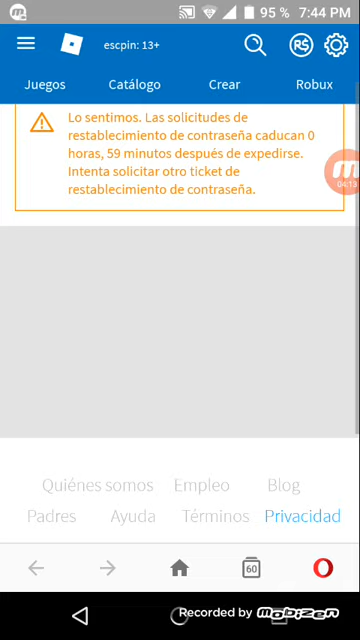 95 % 7:44 PM
escpin: 13+
R$
Juegos Catálogo Crear Robux
Lo sentimos. Las solicitudes de
restablecimiento de contraseña caducan 0
horas, 59 minutos después de expedirse.
Intenta solicitar otro ticket de
restablecimiento de contraseña.
04:13
Quiénes somos Empleo Blog
Padres Ayuda Términos Privacidad
60
Recorded by mobizen